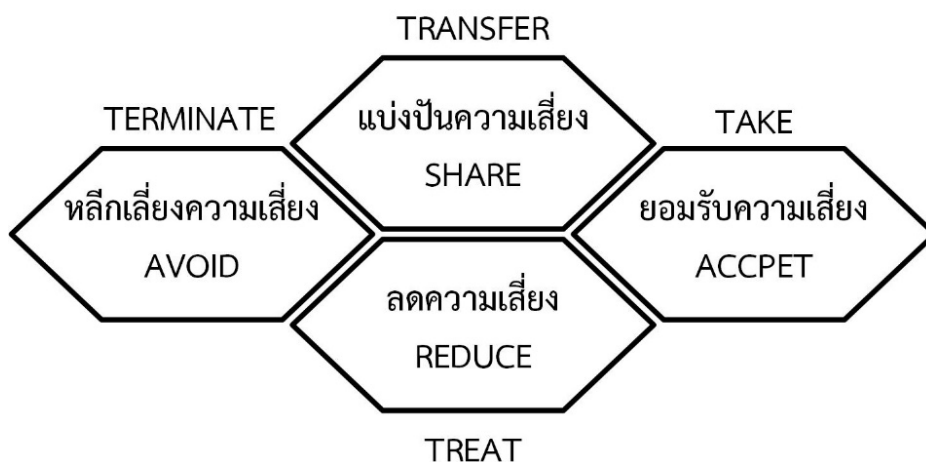 TRANSFER
TERMINATE
แบ่งปันความเสี่ยง
SHARE
TAKE
หลีกเลี่ยงความเสี่ยง
AVOID
ยอมรับความเสี่ยง
ACCPET
ลดความเสี่ยง
REDUCE
TREAT